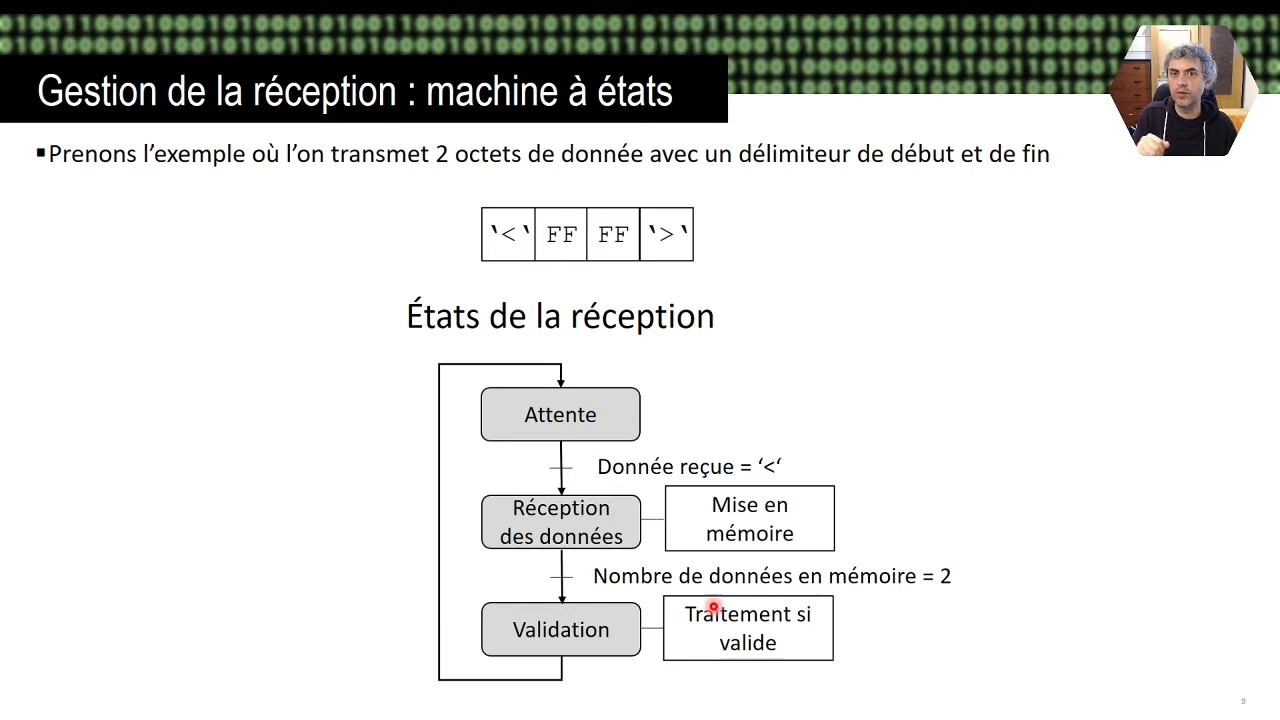 Gestion de la réception : machine à états
▪Prenons l’exemple où l’on transmet 2 octets de donnée avec un délimiteur de début et de fin
‘<‘ FF FF ‘>‘
États de la réception
Attente
Donnée reçue = ‘<‘
Réception
des données
Mise en
mémoire
Nombre de données en mémoire = 2
Validation
Traitement si
valide
9